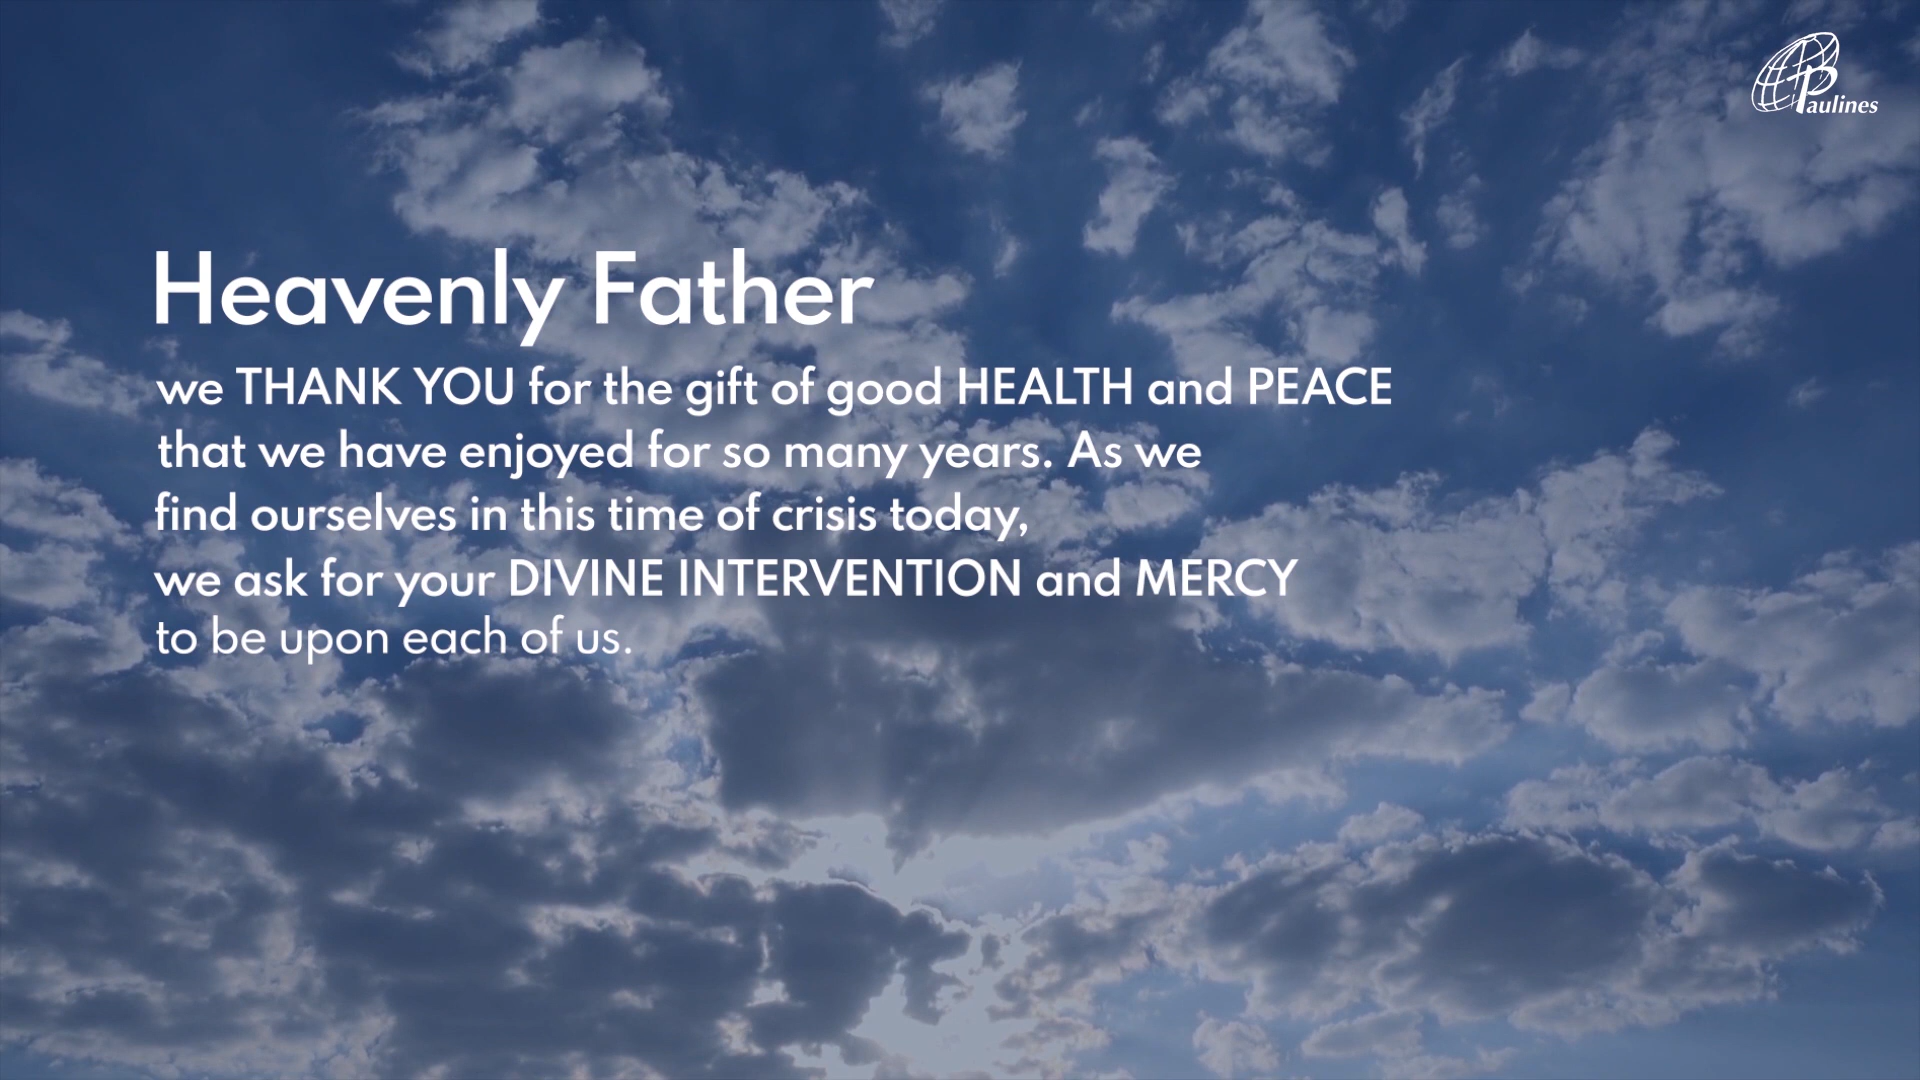 Paulines
Heavenly Father
we THANK YOU for the gift of good HEALTH and PEACE
that we have enjoyed for so many years. As we
find ourselves in this time of crisis today,
we ask for your DIVINE INTERVENTION and MERCY
to be upon each of us.